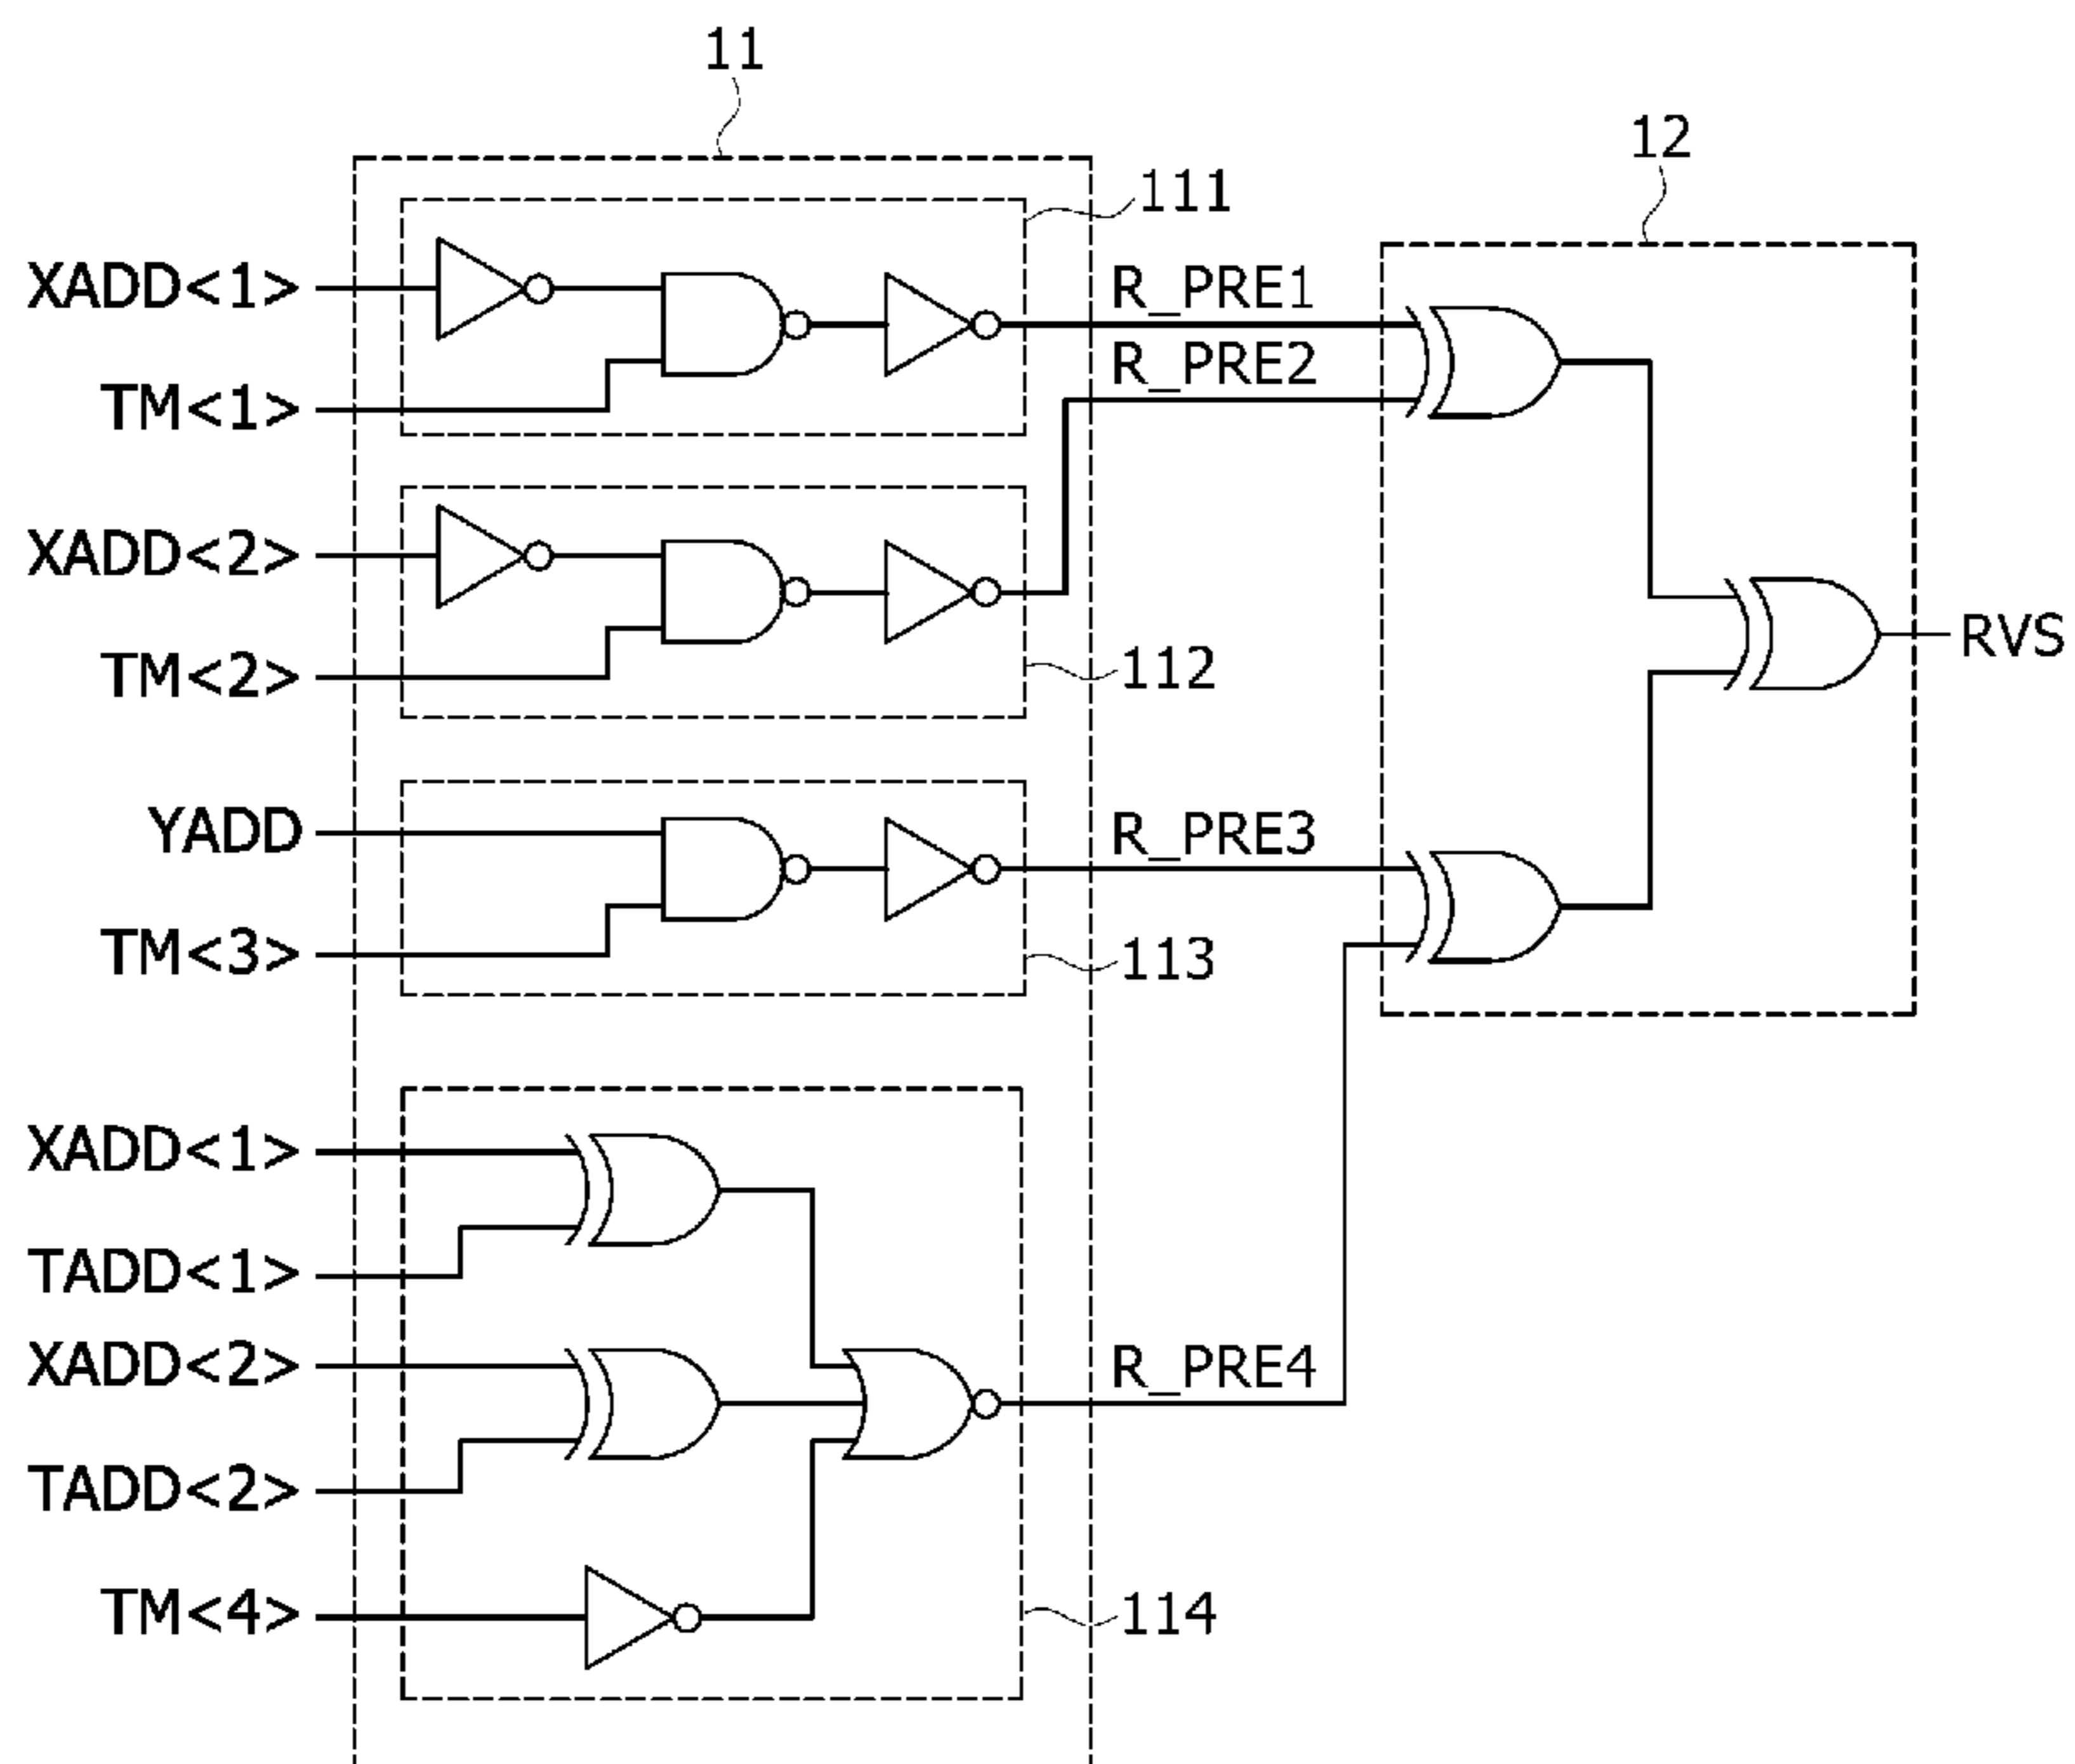 11
12
111
XADD<1>
R_PRE1
R_PRE2
TM<1>
XADD<2>
RVS
TM<2>
112
YADD
R_PRE3
TM<3>
113
XADD<1>
TADD<1>
XADD<2>
R_PRE4
TADD<2>
TM<4>
114